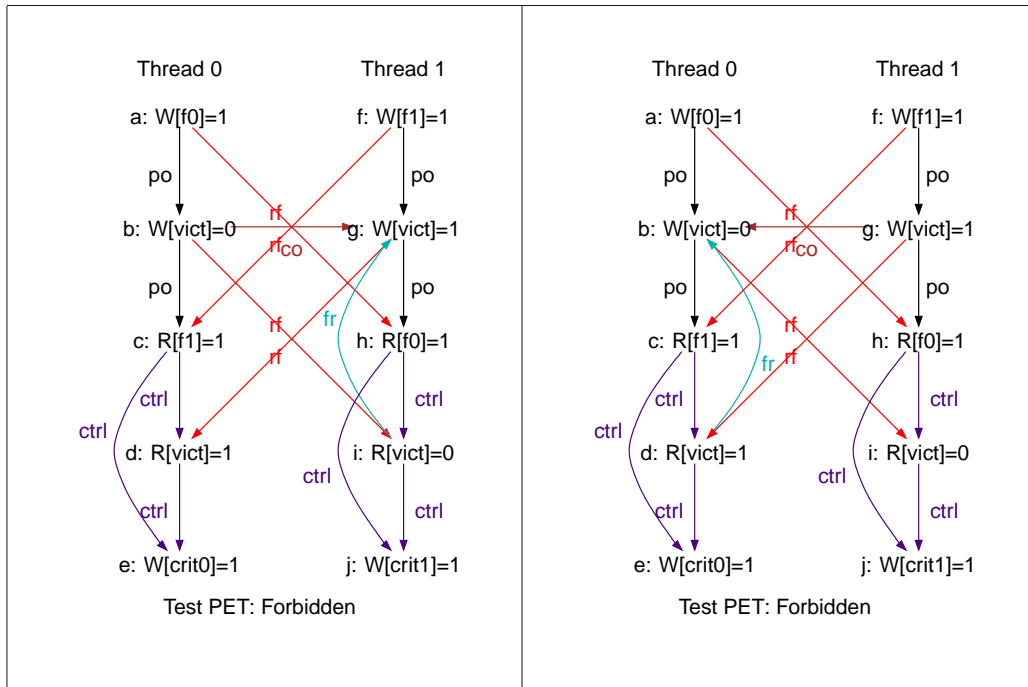 Thread 0 Thread 1
a: W[f0]=1 f: W[f1]=1
po po
rf
b: W[vict]=0 g: W[vict]=1
rf co
po po
fr rf
c: R[f1]=1 h: R[f0]=1
rf
ctrl ctrl
ctrl
d: R[vict]=1 i: R[vict]=0
ctrl
ctrl ctrl
e: W[crit0]=1 j: W[crit1]=1
Test PET: Forbidden
Thread 0 Thread 1
a: W[f0]=1 f: W[f1]=1
po po
rf
b: W[vict]=0 g: W[vict]=1
rf co
po po
rf
c: R[f1]=1 h: R[f0]=1
fr rf
ctrl ctrl
ctrl
d: R[vict]=1 i: R[vict]=0
ctrl
ctrl ctrl
e: W[crit0]=1 j: W[crit1]=1
Test PET: Forbidden